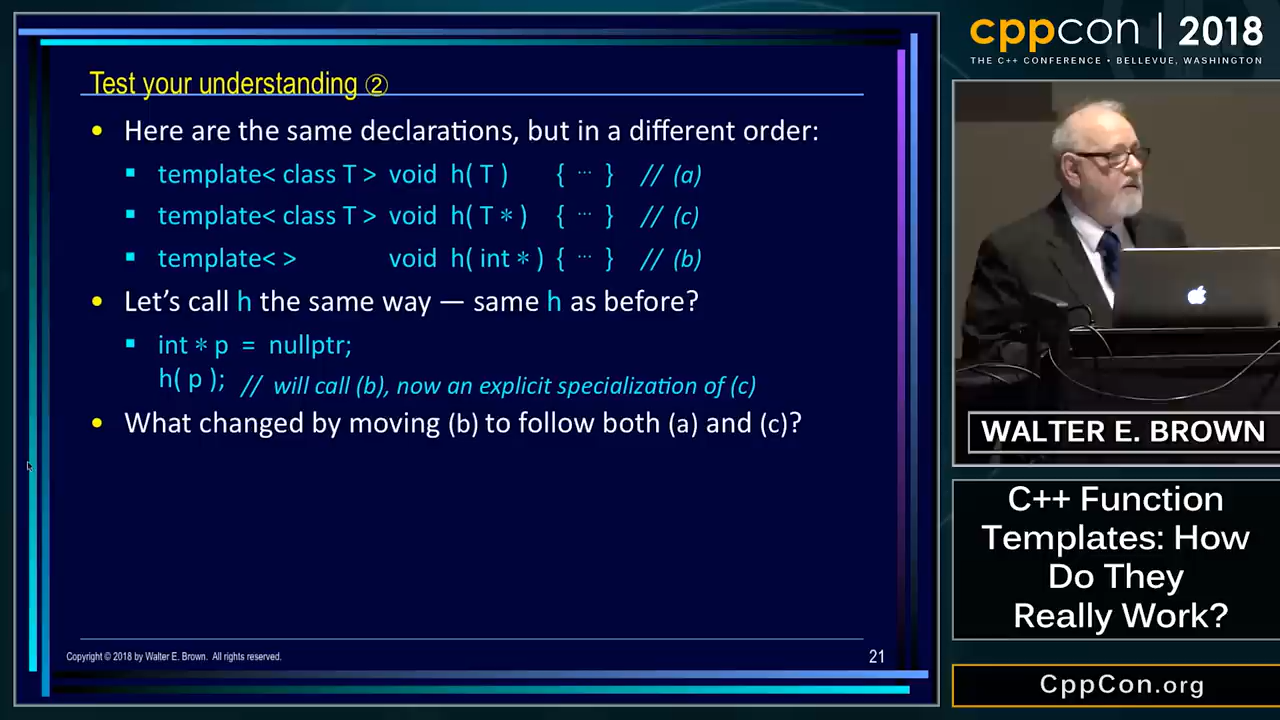 cppcon | 2018
THE C++ CONFERENCE • BELLEVUE, WASHINGTON
Test your understanding ②
• Here are the same declarations, but in a different order:
▪ template< class T > void h( T ) { ··· } // (a)
▪ template< class T > void h( T * ) { ··· } // (c)
▪ template< > void h( int * ) { ··· } // (b)
• Let's call h the same way — same h as before?
▪ int * p = nullptr;
h( p ); // will call (b), now an explicit specialization of (c)
• What changed by moving (b) to follow both (a) and (c)?
Copyright © 2018 by Walter E. Brown. All rights reserved.
21
WALTER E. BROWN
C++ Function
Templates: How
Do They
Really Work?
CppCon.org